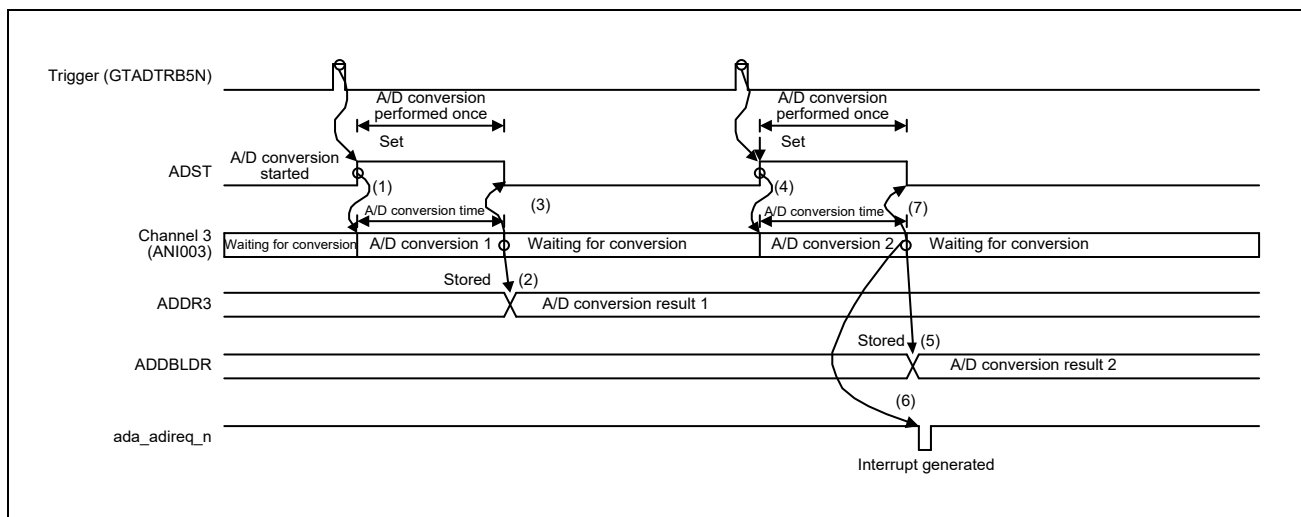 Trigger (GTADTRB5N)
A/D conversion
performed once
A/D conversion
performed once
Set
Set
ADST
A/D conversion
started
(1)
(3)
(4)
(7)
A/D conversion time
A/D conversion time
Channel 3
(ANI003)
Waiting for conversion
A/D conversion 1
Waiting for conversion
A/D conversion 2
Waiting for conversion
Stored
(2)
ADDR3
A/D conversion result 1
Stored
(5)
ADDBLDR
A/D conversion result 2
(6)
ada_adireq_n
Interrupt generated